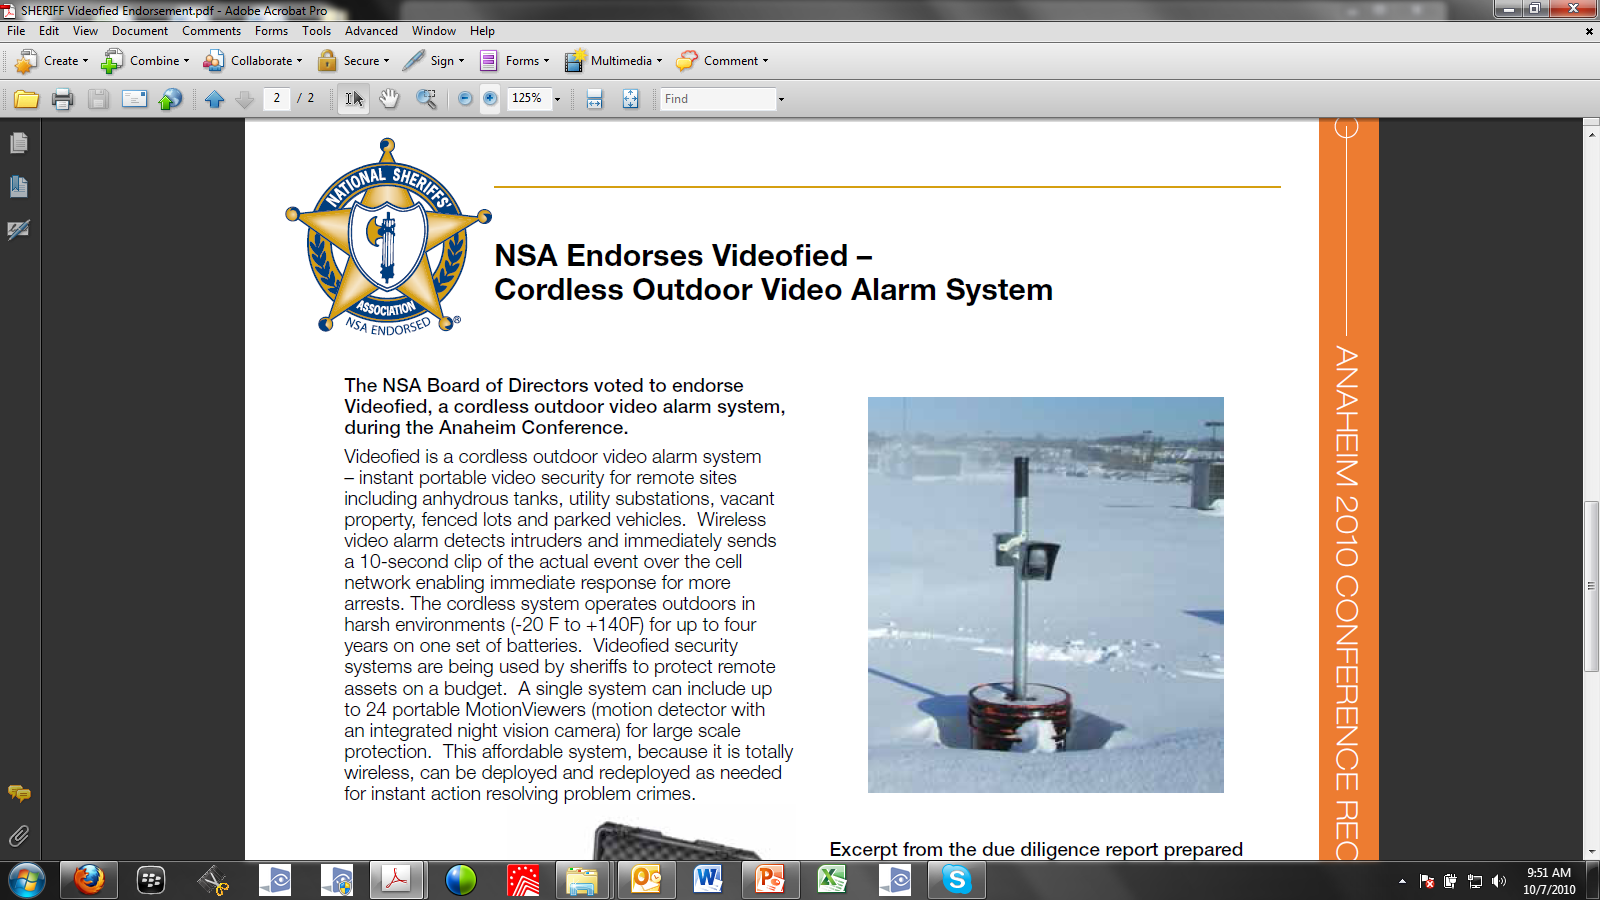 SHERIFF Videofied Endorsement.pdf - Adobe Acrobat Pro
File Edit View Document Comments Forms Tools Advanced Window Help
Create Combine Collaborate Secure Sign Forms Multimedia Comment
2 / 2 125% Find
NATIONAL SHERIFFS'
ASSOCIATION
NSA ENDORSED ®
NSA Endorses Videofied –
Cordless Outdoor Video Alarm System
The NSA Board of Directors voted to endorse
Videofied, a cordless outdoor video alarm system,
during the Anaheim Conference.
Videofied is a cordless outdoor video alarm system
– instant portable video security for remote sites
including anhydrous tanks, utility substations, vacant
property, fenced lots and parked vehicles.  Wireless
video alarm detects intruders and immediately sends
a 10-second clip of the actual event over the cell
network enabling immediate response for more
arrests. The cordless system operates outdoors in
harsh environments (-20 F to +140F) for up to four
years on one set of batteries.  Videofied security
systems are being used by sheriffs to protect remote
assets on a budget.  A single system can include up
to 24 portable MotionViewers (motion detector with
an integrated night vision camera) for large scale
protection.  This affordable system, because it is totally
wireless, can be deployed and redeployed as needed
for instant action resolving problem crimes.
Excerpt from the due diligence report prepared
ANAHEIM 2010 CONFERENCE REC
9:51 AM
10/7/2010